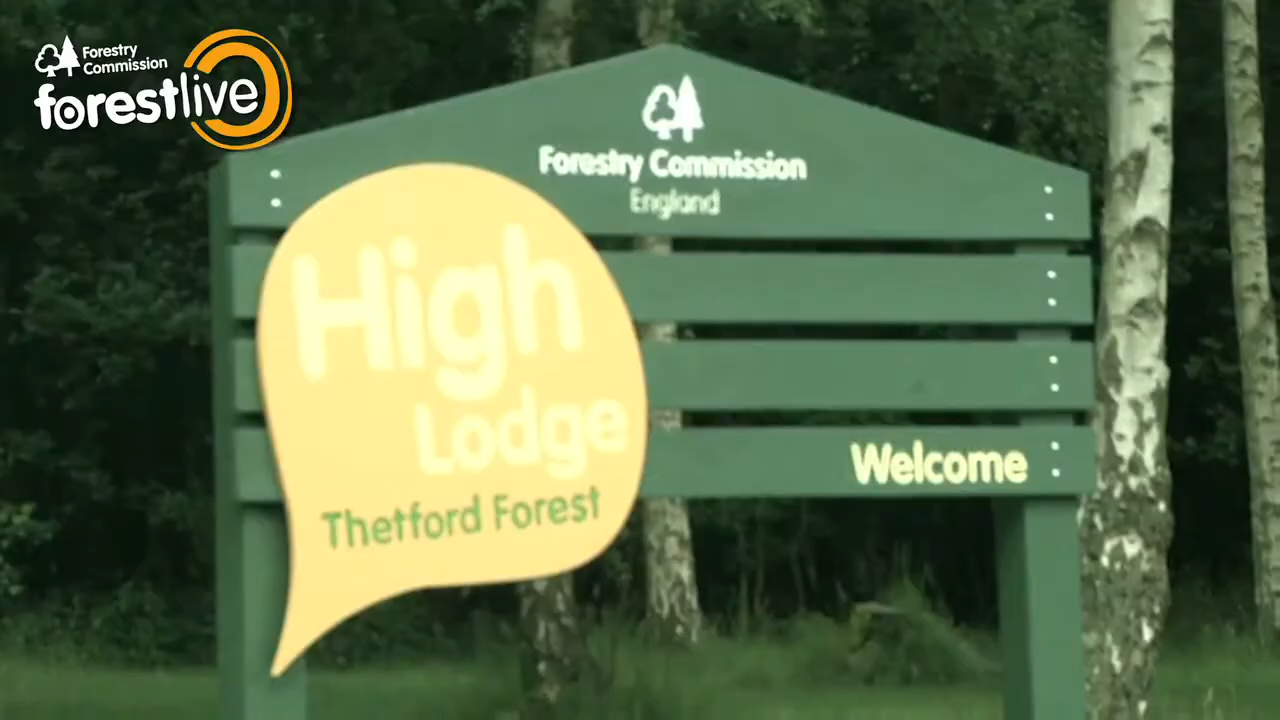 Forestry
Commission
forestlive
Forestry Commission
England
High
Lodge
Thetford Forest
Welcome